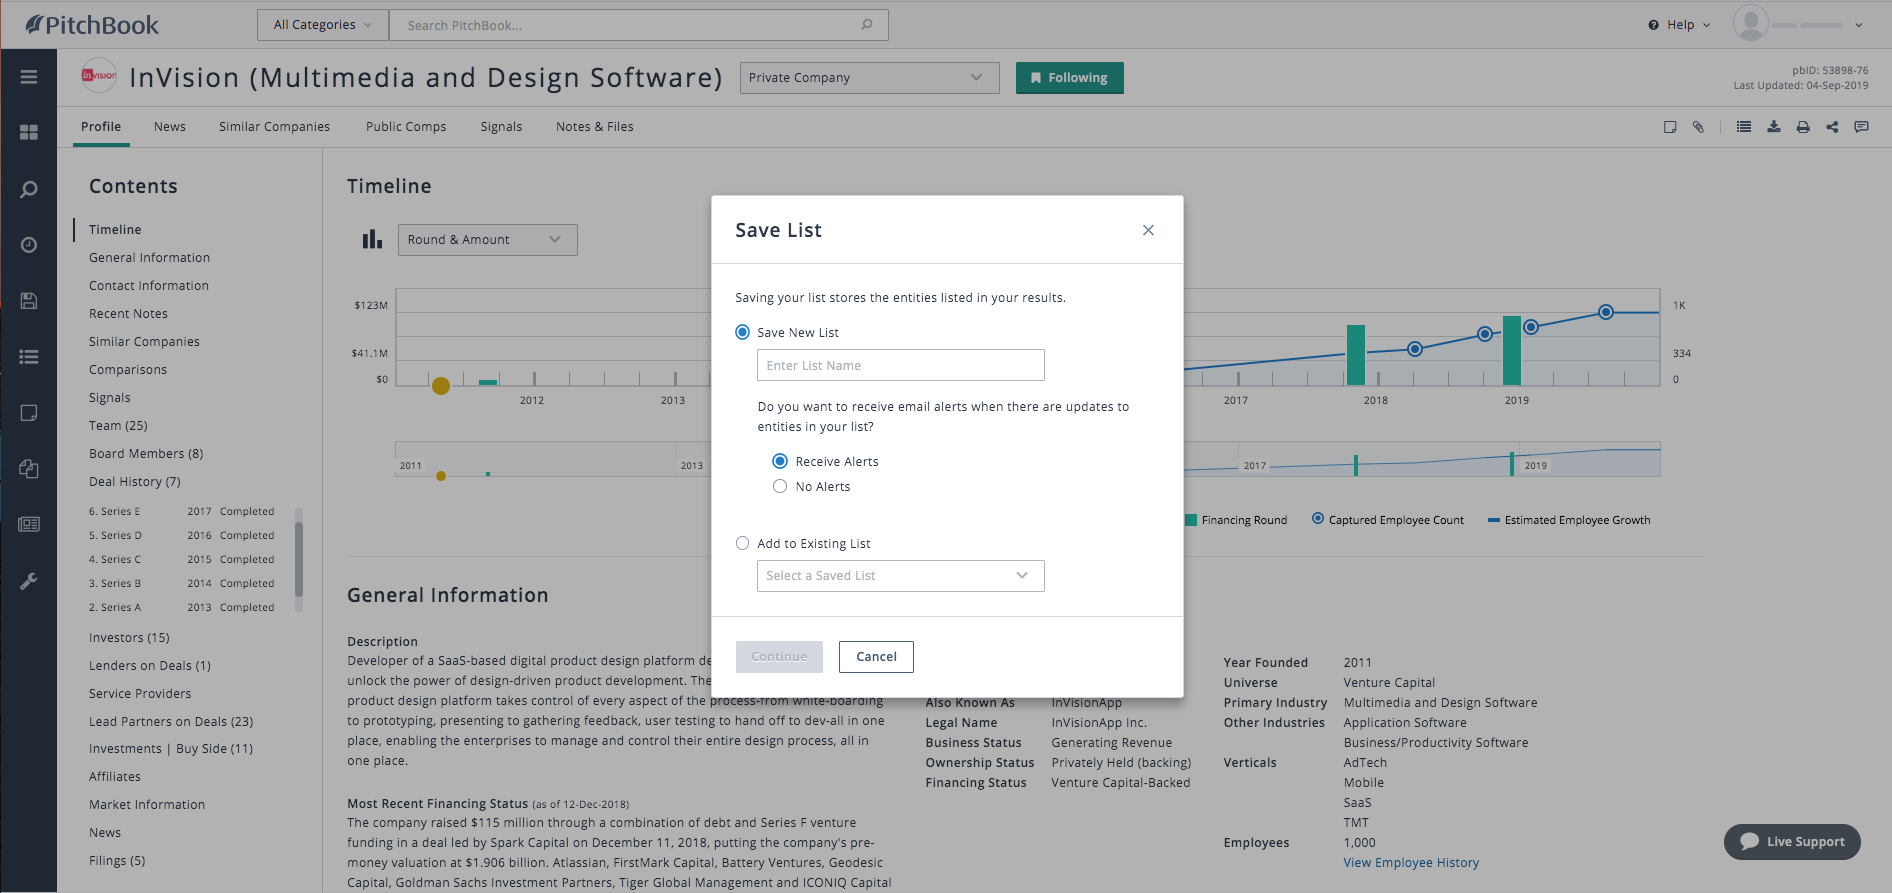 PitchBook
All Categories
Search PitchBook...
Help
inVISION
InVision (Multimedia and Design Software)
Private Company
Following
pbID: 53898-76
Last Updated: 04-Sep-2019
Profile
News
Similar Companies
Public Comps
Signals
Notes & Files
Contents
Timeline
General Information
Contact Information
Recent Notes
Similar Companies
Comparisons
Signals
Team (25)
Board Members (8)
Deal History (7)
6. Series E 2017 Completed
5. Series D 2016 Completed
4. Series C 2015 Completed
3. Series B 2014 Completed
2. Series A 2013 Completed
Investors (15)
Lenders on Deals (1)
Service Providers
Lead Partners on Deals (23)
Investments | Buy Side (11)
Affiliates
Market Information
News
Filings (5)
Timeline
Round & Amount
$123M
$41.1M
$0
2012
2013
2017
2018
2019
1K
334
0
2011
2013
2017
2019
Financing Round
Captured Employee Count
Estimated Employee Growth
Save List
Saving your list stores the entities listed in your results.
Save New List
Enter List Name
Do you want to receive email alerts when there are updates to
entities in your list?
Receive Alerts
No Alerts
Add to Existing List
Select a Saved List
Continue
Cancel
General Information
Description
Developer of a SaaS-based digital product design platform de
unlock the power of design-driven product development. The
product design platform takes control of every aspect of the process-from white-boarding
to prototyping, presenting to gathering feedback, user testing to hand off to dev-all in one
place, enabling the enterprises to manage and control their entire design process, all in
one place.
Most Recent Financing Status (as of 12-Dec-2018)
The company raised $115 million through a combination of debt and Series F venture
funding in a deal led by Spark Capital on December 11, 2018, putting the company's pre-
money valuation at $1.906 billion. Atlassian, FirstMark Capital, Battery Ventures, Geodesic
Capital, Goldman Sachs Investment Partners, Tiger Global Management and ICONIQ Capital
Also Known As InVisionApp
Legal Name InVisionApp Inc.
Business Status Generating Revenue
Ownership Status Privately Held (backing)
Financing Status Venture Capital-Backed
Year Founded 2011
Universe Venture Capital
Primary Industry Multimedia and Design Software
Other Industries Application Software
Business/Productivity Software
Verticals AdTech
Mobile
SaaS
TMT
Employees 1,000
View Employee History
Live Support